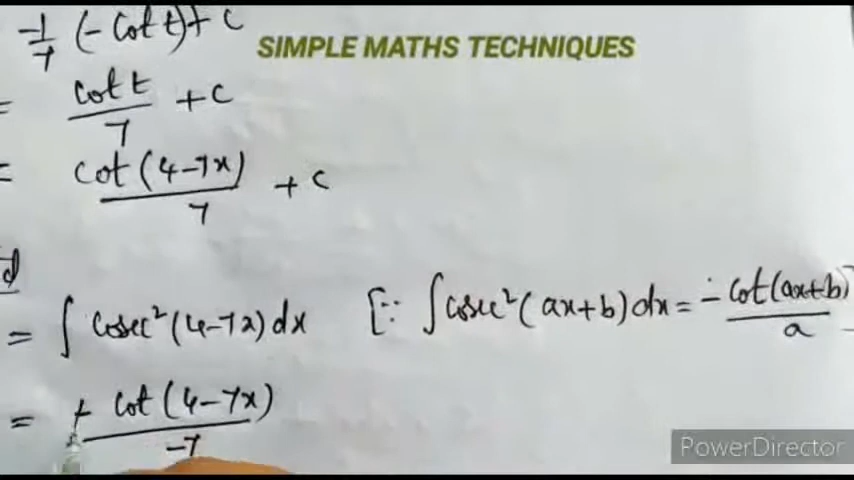 -1/7 (-cot t)+ c
SIMPLE MATHS TECHNIQUES
= cot t/7 + c
= cot (4-7x)/7 + c
d
= ∫ cosec² (4-7x) dx [∵ ∫ cosec² (ax+b) dx = - cot(ax+b)/a
= + cot (4-7x)/-7
PowerDirector